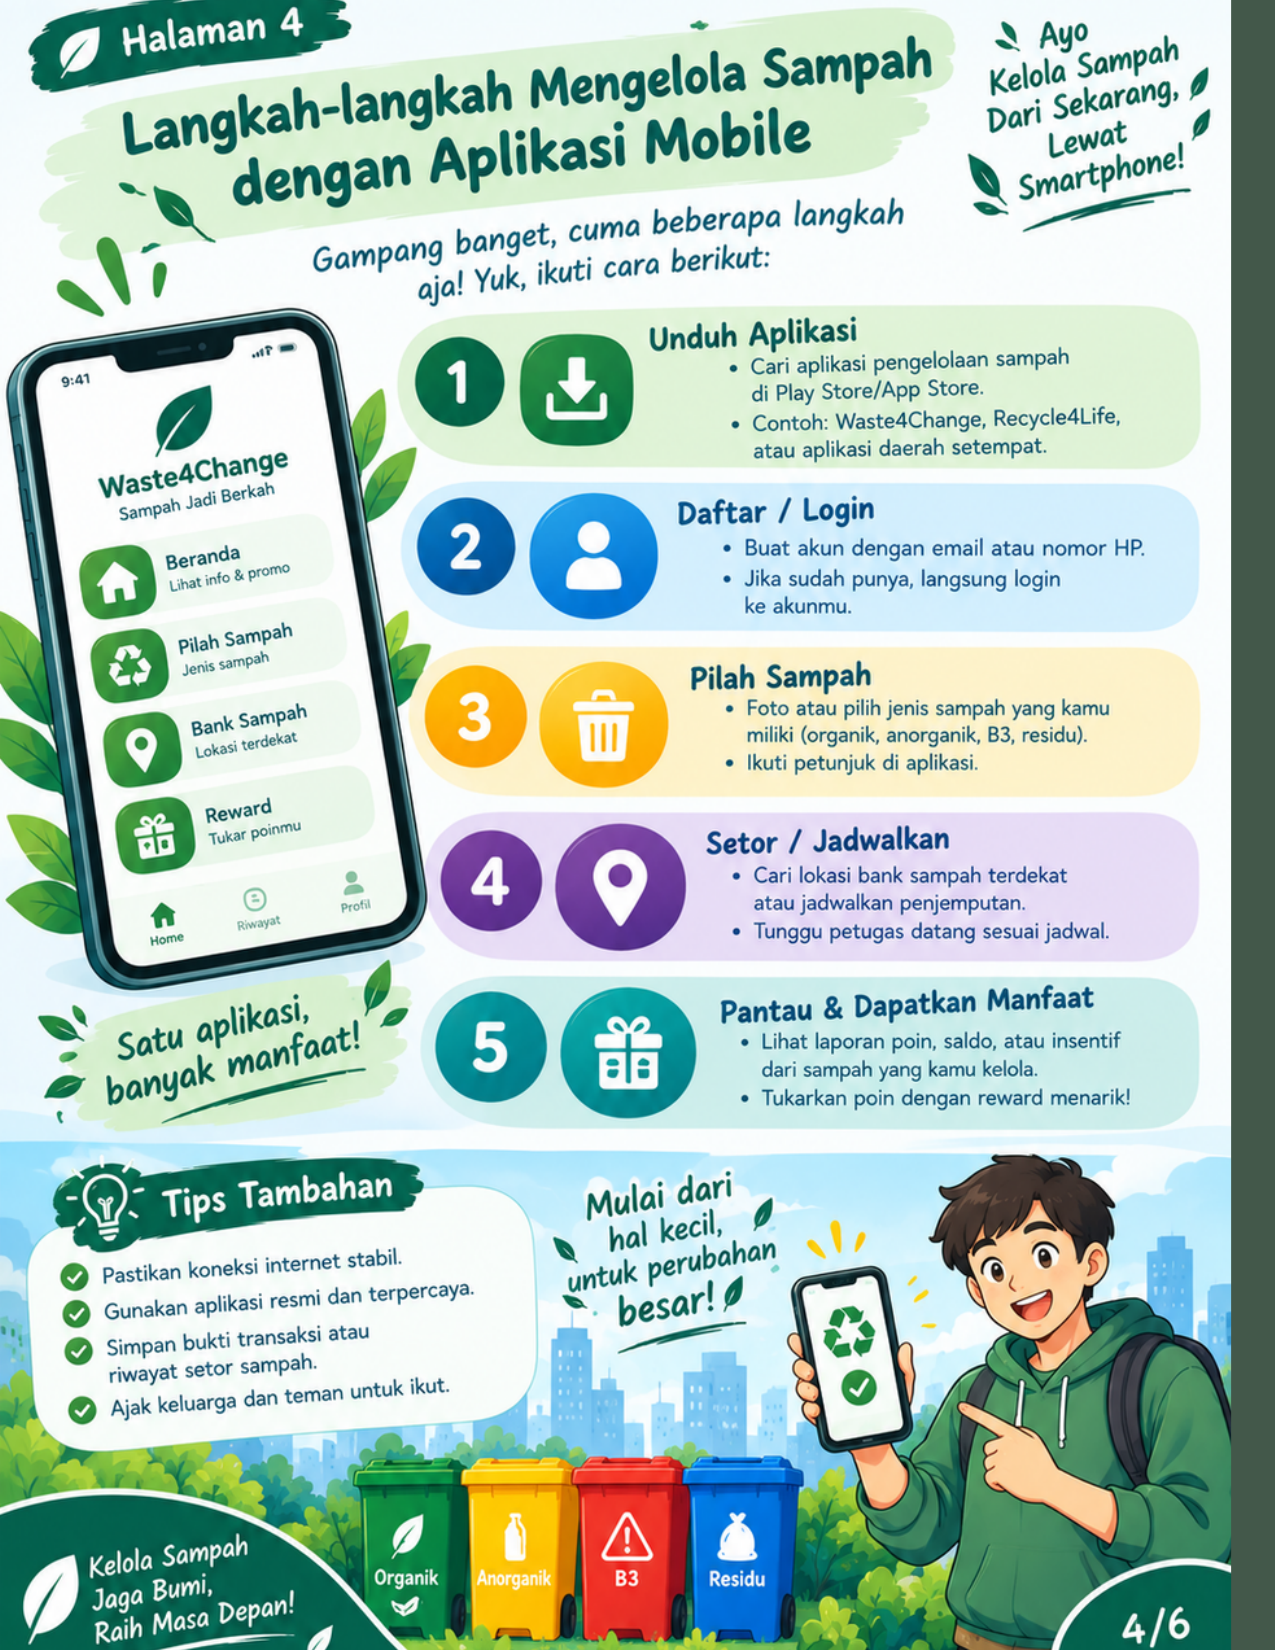 Halaman 4
Langkah-langkah Mengelola Sampah
dengan Aplikasi Mobile
Ayo
Kelola Sampah
Dari Sekarang,
Lewat
Smartphone!
Gampang banget, cuma beberapa langkah
aja! Yuk, ikuti cara berikut:
9:41
Waste4Change
Sampah Jadi Berkah
Beranda
Lihat info & promo
Pilah Sampah
Jenis sampah
Bank Sampah
Lokasi terdekat
Reward
Tukar poinmu
Home
Riwayat
Profil
Satu aplikasi,
banyak manfaat!
1
Unduh Aplikasi
• Cari aplikasi pengelolaan sampah
di Play Store/App Store.
• Contoh: Waste4Change, Recycle4Life,
atau aplikasi daerah setempat.
2
Daftar / Login
• Buat akun dengan email atau nomor HP.
• Jika sudah punya, langsung login
ke akunmu.
3
Pilah Sampah
• Foto atau pilih jenis sampah yang kamu
miliki (organik, anorganik, B3, residu).
• Ikuti petunjuk di aplikasi.
4
Setor / Jadwalkan
• Cari lokasi bank sampah terdekat
atau jadwalkan penjemputan.
• Tunggu petugas datang sesuai jadwal.
5
Pantau & Dapatkan Manfaat
• Lihat laporan poin, saldo, atau insentif
dari sampah yang kamu kelola.
• Tukarkan poin dengan reward menarik!
Tips Tambahan
Pastikan koneksi internet stabil.
Gunakan aplikasi resmi dan terpercaya.
Simpan bukti transaksi atau
riwayat setor sampah.
Ajak keluarga dan teman untuk ikut.
Mulai dari
hal kecil,
untuk perubahan
besar!
Organik
Anorganik
B3
Residu
Kelola Sampah
Jaga Bumi,
Raih Masa Depan!
4/6